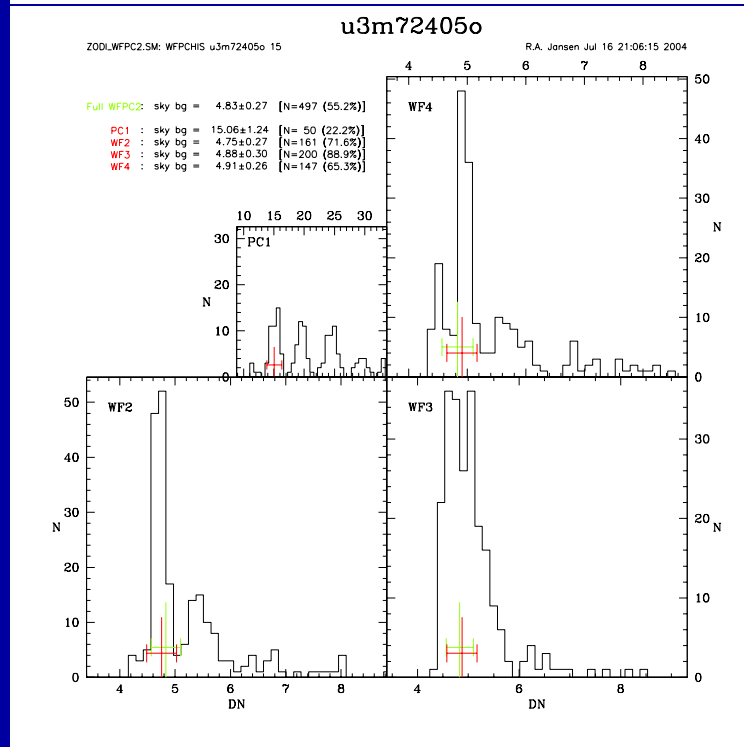 u3m72405o
ZODI_WFPC2.SM: WFPCHIS u3m72405o 15
R.A. Jansen Jul 16 21:06:15 2004
Full WFPC2: sky bg = 4.83±0.27 [N=497 (55.2%)]
PC1 : sky bg = 15.06±1.24 [N= 50 (22.2%)]
WF2 : sky bg = 4.75±0.27 [N=161 (71.6%)]
WF3 : sky bg = 4.88±0.30 [N=200 (88.9%)]
WF4 : sky bg = 4.91±0.26 [N=147 (65.3%)]
4 5 6 7 8
WF4
50
40
30
N
20
10
0
10 15 20 25 30
PC1
30
20
N
10
0
WF2
50
40
30
N
20
10
0
4 5 6 7 8
DN
WF3
30
20 N
10
0
4 6 8
DN